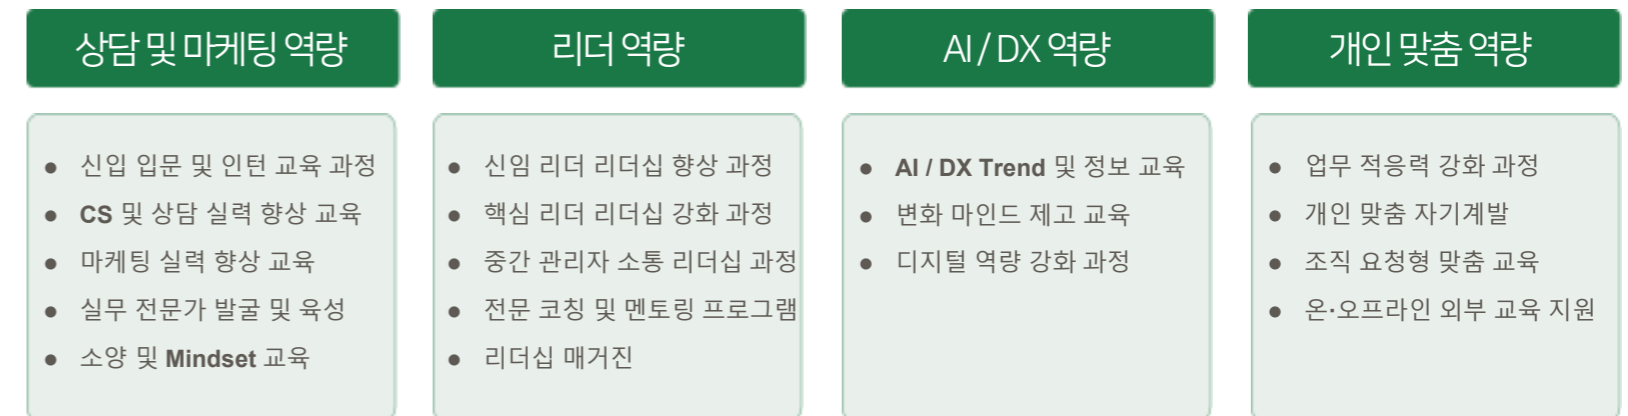 상담 및 마케팅 역량
● 신입 입문 및 인턴 교육 과정
● CS 및 상담 실력 향상 교육
● 마케팅 실력 향상 교육
● 실무 전문가 발굴 및 육성
● 소양 및 Mindset 교육
리더 역량
● 신임 리더 리더십 향상 과정
● 핵심 리더 리더십 강화 과정
● 중간 관리자 소통 리더십 과정
● 전문 코칭 및 멘토링 프로그램
● 리더십 매거진
AI / DX 역량
● AI / DX Trend 및 정보 교육
● 변화 마인드 제고 교육
● 디지털 역량 강화 과정
개인 맞춤 역량
● 업무 적응력 강화 과정
● 개인 맞춤 자기계발
● 조직 요청형 맞춤 교육
● 온·오프라인 외부 교육 지원